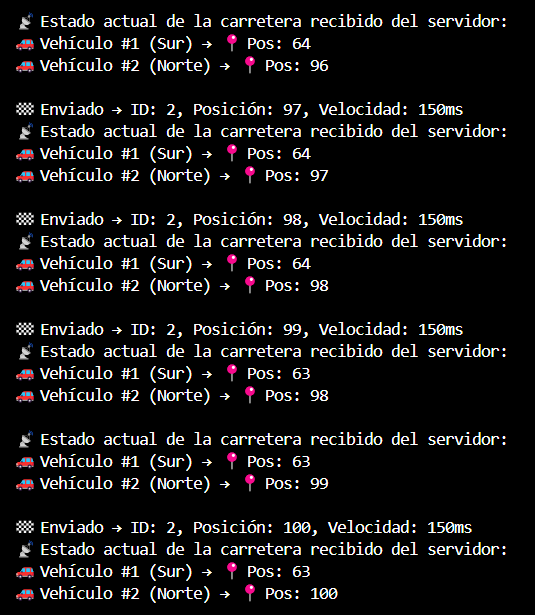 📡 Estado actual de la carretera recibido del servidor:
🚗 Vehículo #1 (Sur) → 📍 Pos: 64
🚗 Vehículo #2 (Norte) → 📍 Pos: 96
🏁 Enviado → ID: 2, Posición: 97, Velocidad: 150ms
📡 Estado actual de la carretera recibido del servidor:
🚗 Vehículo #1 (Sur) → 📍 Pos: 64
🚗 Vehículo #2 (Norte) → 📍 Pos: 97
🏁 Enviado → ID: 2, Posición: 98, Velocidad: 150ms
📡 Estado actual de la carretera recibido del servidor:
🚗 Vehículo #1 (Sur) → 📍 Pos: 64
🚗 Vehículo #2 (Norte) → 📍 Pos: 98
🏁 Enviado → ID: 2, Posición: 99, Velocidad: 150ms
📡 Estado actual de la carretera recibido del servidor:
🚗 Vehículo #1 (Sur) → 📍 Pos: 63
🚗 Vehículo #2 (Norte) → 📍 Pos: 98
📡 Estado actual de la carretera recibido del servidor:
🚗 Vehículo #1 (Sur) → 📍 Pos: 63
🚗 Vehículo #2 (Norte) → 📍 Pos: 99
🏁 Enviado → ID: 2, Posición: 100, Velocidad: 150ms
📡 Estado actual de la carretera recibido del servidor:
🚗 Vehículo #1 (Sur) → 📍 Pos: 63
🚗 Vehículo #2 (Norte) → 📍 Pos: 100